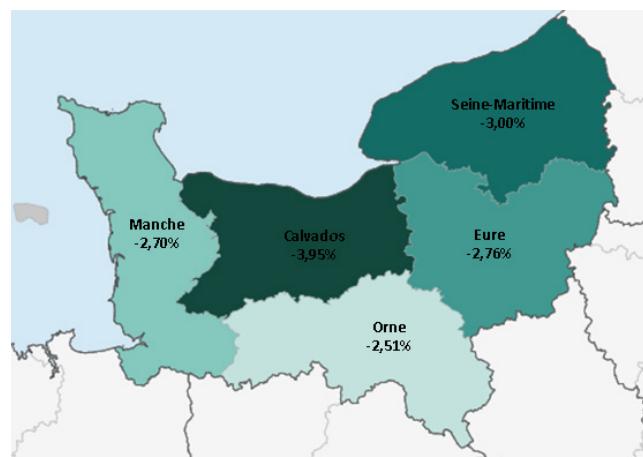 Seine-Maritime
-3,00%
Manche
-2,70%
Calvados
-3,95%
Eure
-2,76%
Orne
-2,51%